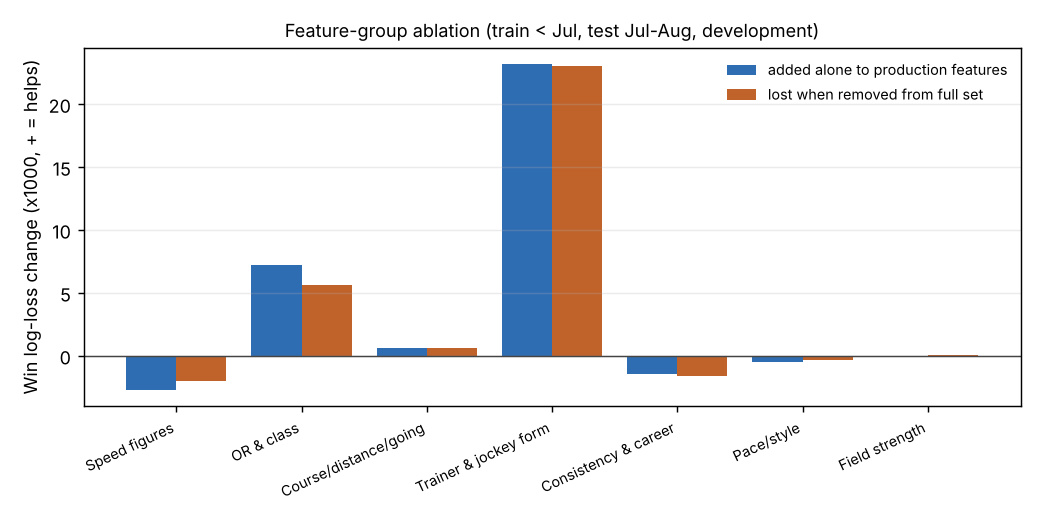 Feature-group ablation (train < Jul, test Jul-Aug, development)
Win log-loss change (x1000, + = helps)
20
15
10
5
0
added alone to production features
lost when removed from full set
Speed figures
OR & class
Course/distance/going
Trainer & jockey form
Consistency & career
Pace/style
Field strength